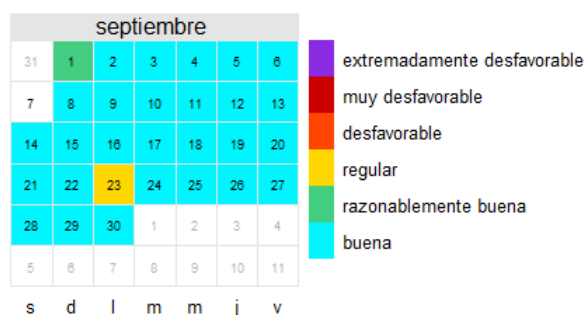 septiembre
31 1 2 3 4 5 6
7 8 9 10 11 12 13
14 15 16 17 18 19 20
21 22 23 24 25 26 27
28 29 30 1 2 3 4
5 6 7 8 9 10 11
s d l m m j v
extremadamente desfavorable
muy desfavorable
desfavorable
regular
razonablemente buena
buena